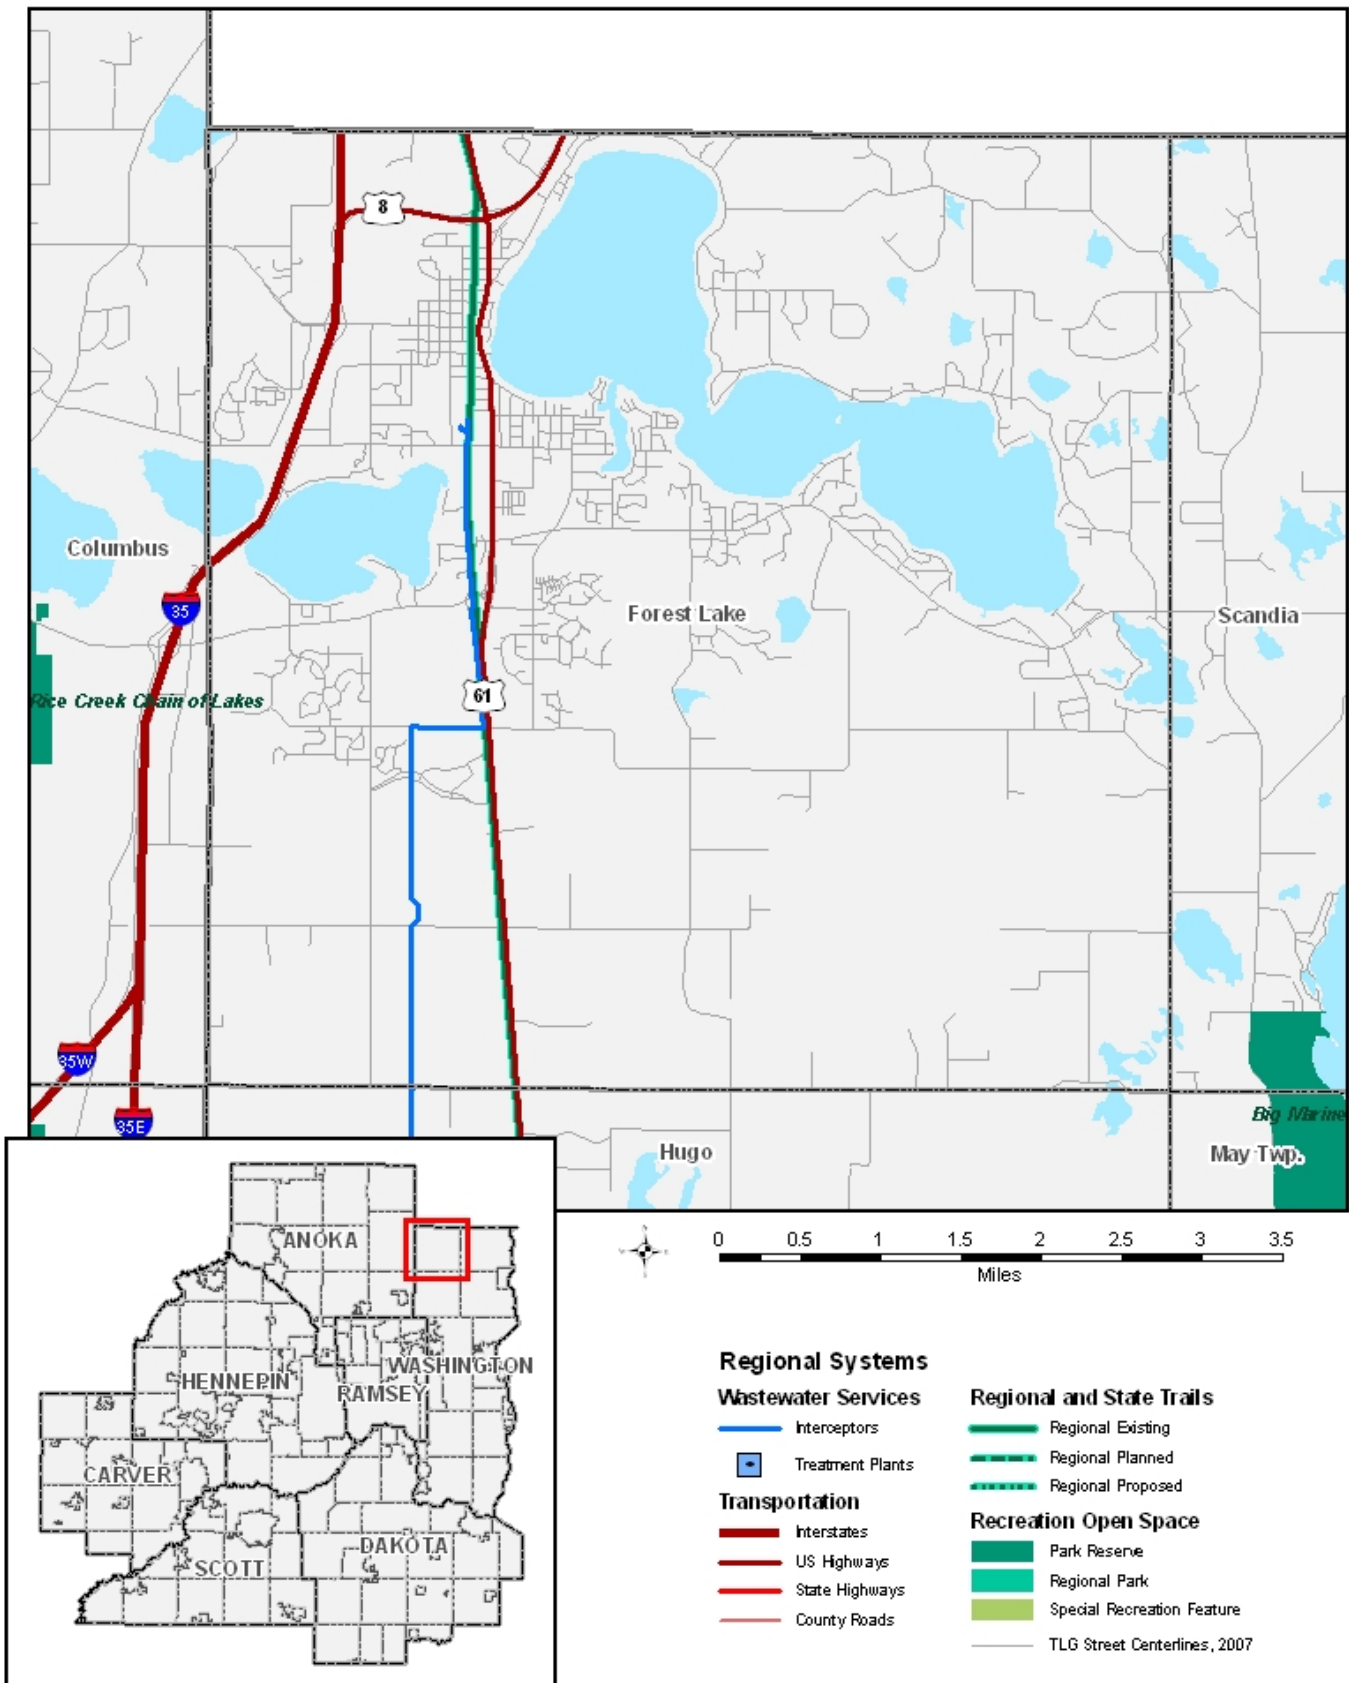 8
Columbus
35
Forest Lake
Scandia
Rice Creek Chain of Lakes
61
35W
35E
Big Marine
Hugo
May Twp.
ANOKA
HENNEPIN
RAMSEY
WASHINGTON
CARVER
SCOTT
DAKOTA
0 0.5 1 1.5 2 2.5 3 3.5
Miles
Regional Systems
Wastewater Services
Interceptors
Treatment Plants
Transportation
Interstates
US Highways
State Highways
County Roads
Regional and State Trails
Regional Existing
Regional Planned
Regional Proposed
Recreation Open Space
Park Reserve
Regional Park
Special Recreation Feature
TLG Street Centerlines, 2007